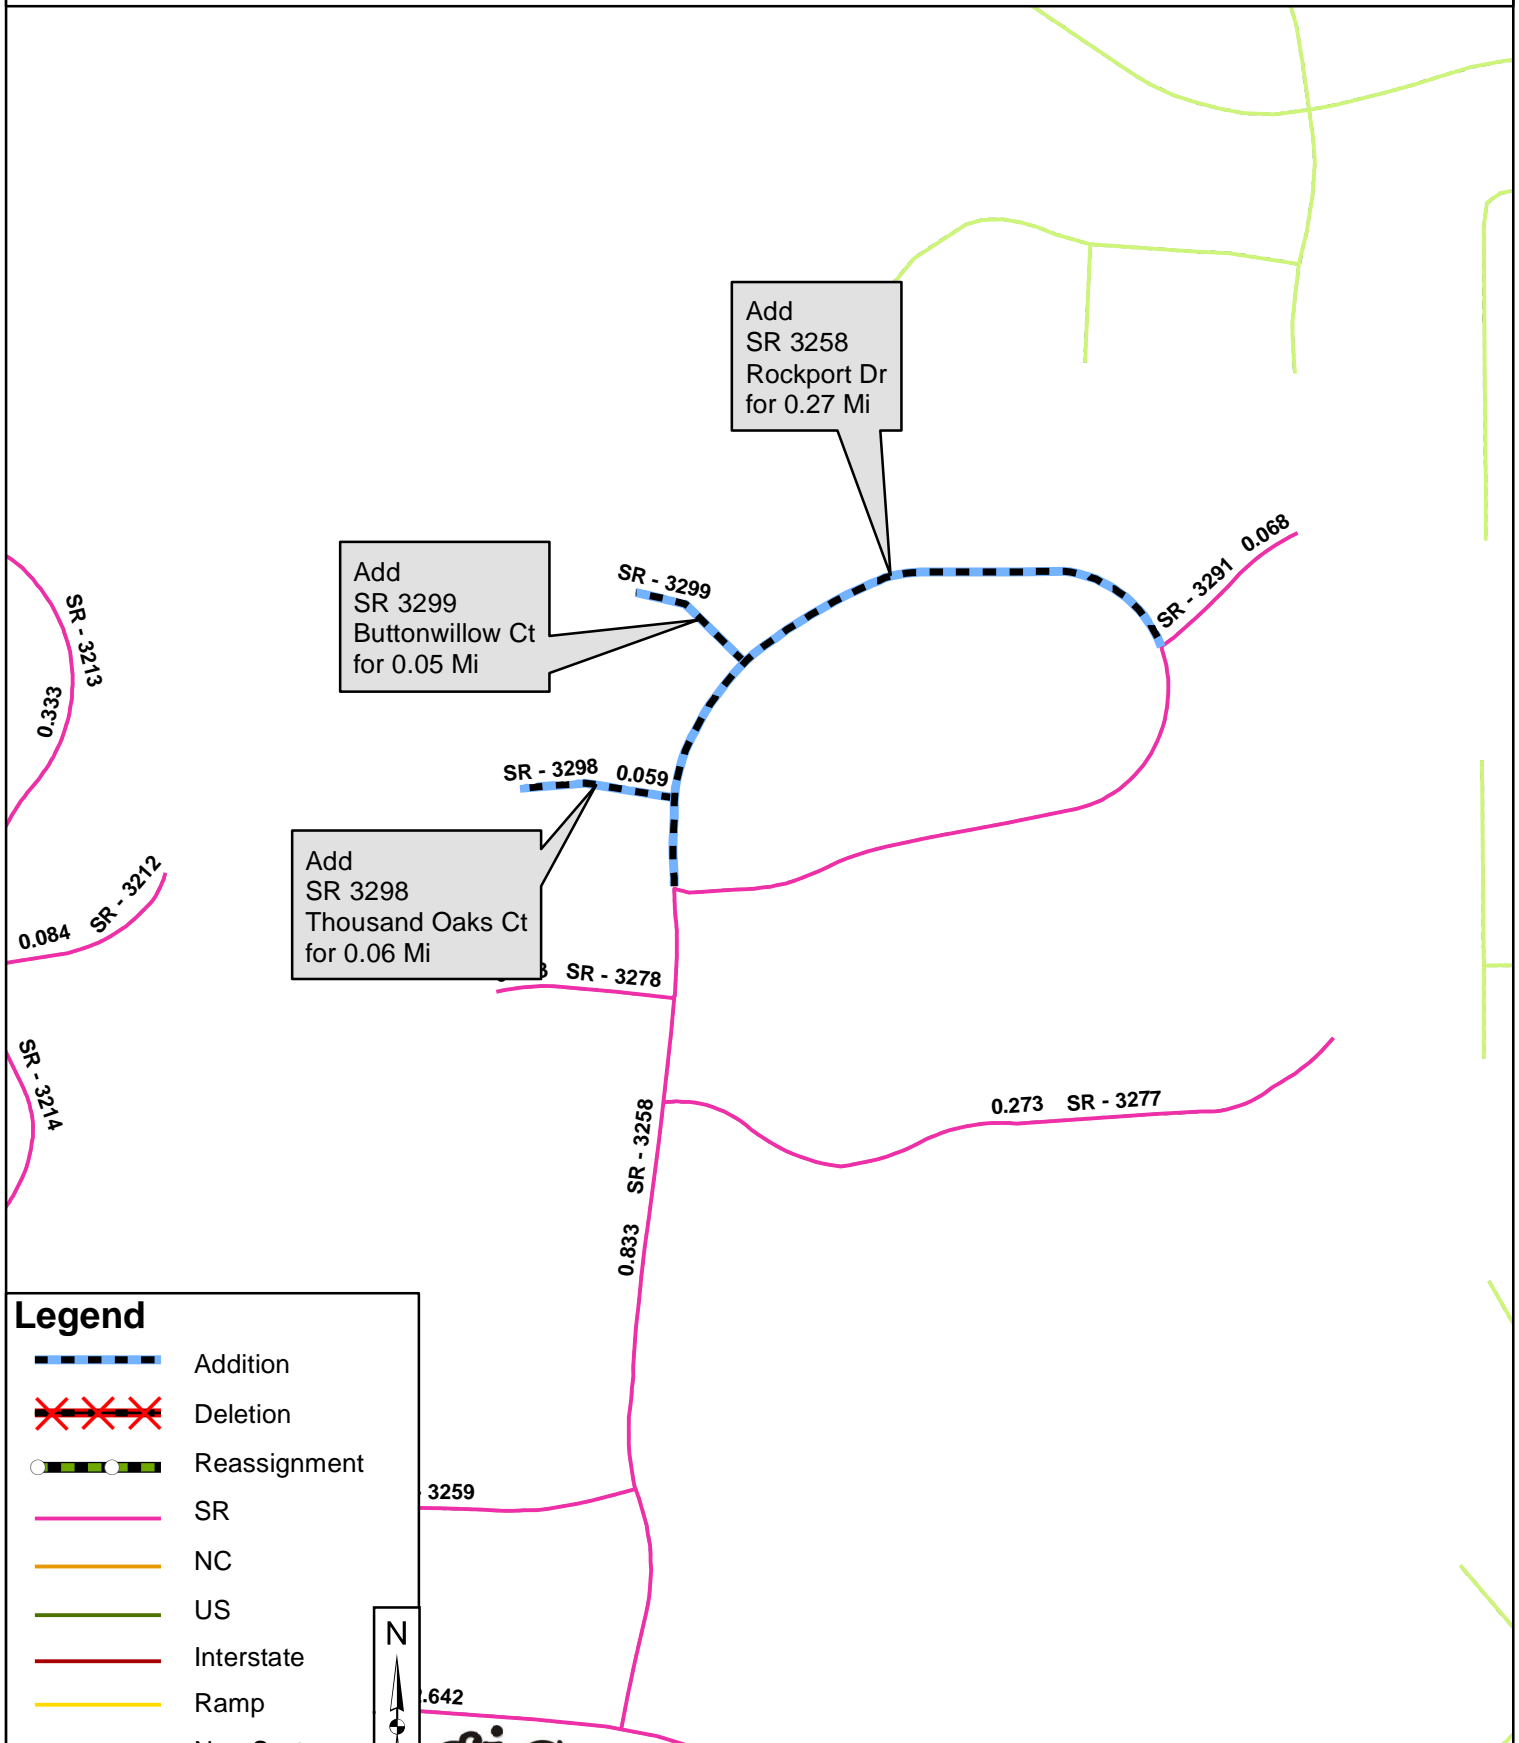 Add
SR 3258
Rockport Dr
for 0.27 Mi
SR - 3291 0.068
Add
SR 3299
Buttonwillow Ct
for 0.05 Mi
SR - 3299
SR - 3213
0.333
SR - 3298 0.059
Add
SR 3298
Thousand Oaks Ct
for 0.06 Mi
0.084 SR - 3212
SR - 3278
SR - 3214
0.273 SR - 3277
0.833 SR - 3258
Legend
Addition
Deletion
Reassignment
SR
NC
US
Interstate
Ramp
3259
N
.642